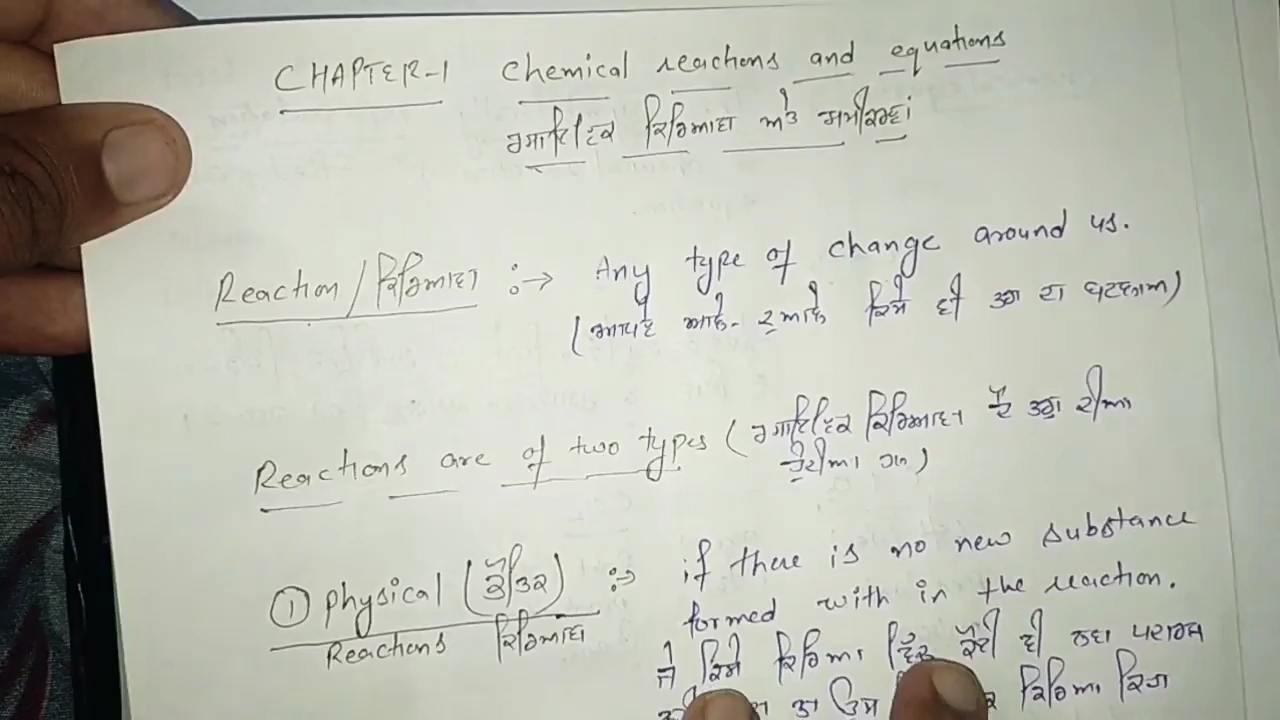 CHAPTER-1 Chemical reactions and equations
ਰਸਾਇਣਿਕ ਕਿਰਿਆਵਾਂ ਅਤੇ ਸਮੀਕਰਣਾਂ
Reaction / ਕਿਰਿਆਵਾ :→ Any type of change around us.
(ਆਪਣੇ ਆਲੇ-ਦੁਆਲੇ ਕਿਸੇ ਵੀ ਤਰਾ ਦਾ ਬਦਲਾਅ)
Reactions are of two types (ਰਸਾਇਣਿਕ ਕਿਰਿਆਵਾ ਦੋ ਤਰ੍ਹਾ ਦੀਆ
ਹੁੰਦੀਆ ਹਨ)
① Physical (ਭੌਤਿਕ) :→ if there is no new substance
Reactions ਕਿਰਿਆਵਾ formed with in the reaction.
ਜੇ ਕਿਸੇ ਕਿਰਿਆ ਵਿੱਚ ਕੋਈ ਵੀ ਨਵਾ ਪਦਾਰਥ
ਤਾ ਉਸ ਕਿਰਿਆ